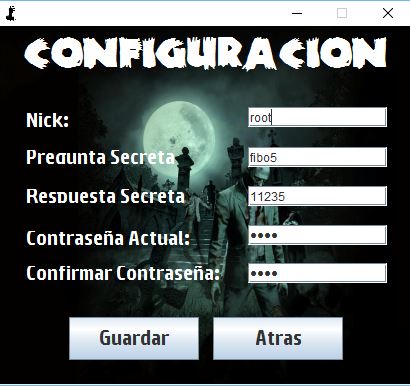 CONFIGURACION
Nick: root
Pregunta Secreta fibo5
Respuesta Secreta 11235
Contraseña Actual: ●●●●
Confirmar Contraseña: ●●●●
Guardar Atras